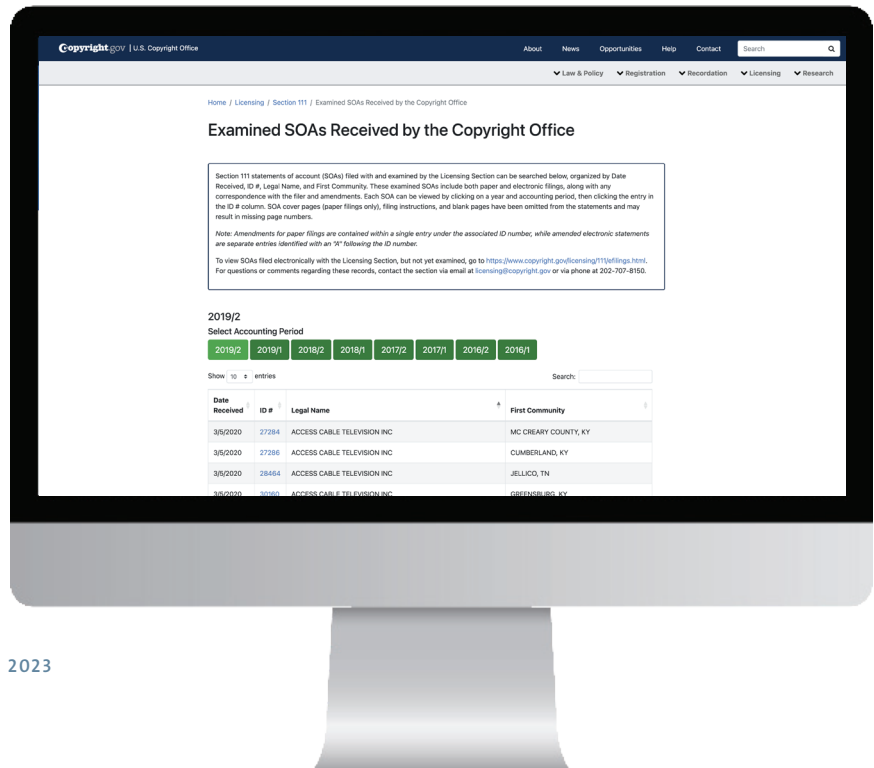 Copyright.gov | U.S. Copyright Office
About News Opportunities Help Contact Search
Law & Policy Registration Recordation Licensing Research
Home / Licensing / Section 111 / Examined SOAs Received by the Copyright Office
Examined SOAs Received by the Copyright Office
Section 111 statements of account (SOAs) filed with and examined by the Licensing Section can be searched below, organized by Date
Received, ID #, Legal Name, and First Community. These examined SOAs include both paper and electronic filings, along with any
correspondence with the filer and amendments. Each SOA can be viewed by clicking on a year and accounting period, then clicking the entry in
the ID # column. SOA cover pages (paper filings only), filing instructions, and blank pages have been omitted from the statements and may
result in missing page numbers.
Note: Amendments for paper filings are contained within a single entry under the associated ID number, while amended electronic statements
are separate entries identified with an "A" following the ID number.
To view SOAs filed electronically with the Licensing Section, but not yet examined, go to https://www.copyright.gov/licensing/111/efilings.html.
For questions or comments regarding these records, contact the section via email at licensing@copyright.gov or via phone at 202-707-8150.
2019/2
Select Accounting Period
2019/2 2019/1 2018/2 2018/1 2017/2 2017/1 2016/2 2016/1
Show 10 entries Search:
Date
Received ID # Legal Name First Community
3/5/2020 27284 ACCESS CABLE TELEVISION INC MC CREARY COUNTY, KY
3/5/2020 27286 ACCESS CABLE TELEVISION INC CUMBERLAND, KY
3/5/2020 28464 ACCESS CABLE TELEVISION INC JELLICO, TN
3/5/2020 30160 ACCESS CABLE TELEVISION INC GREENSBURG, KY
2023